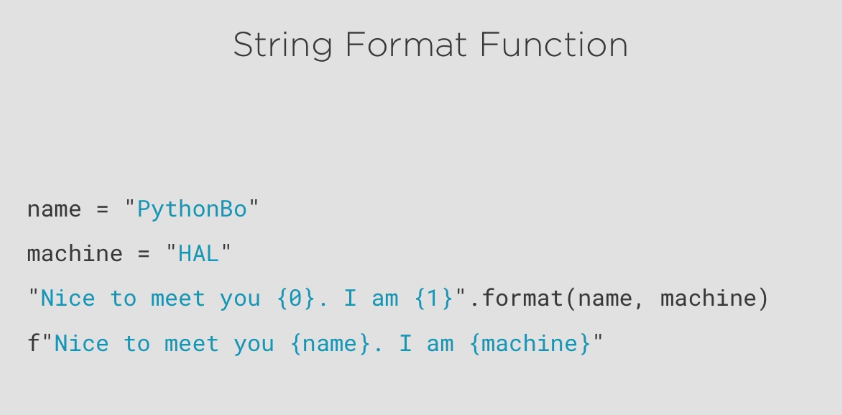 String Format Function
name = "PythonBo"
machine = "HAL"
"Nice to meet you {0}. I am {1}".format(name, machine)
f"Nice to meet you {name}. I am {machine}"